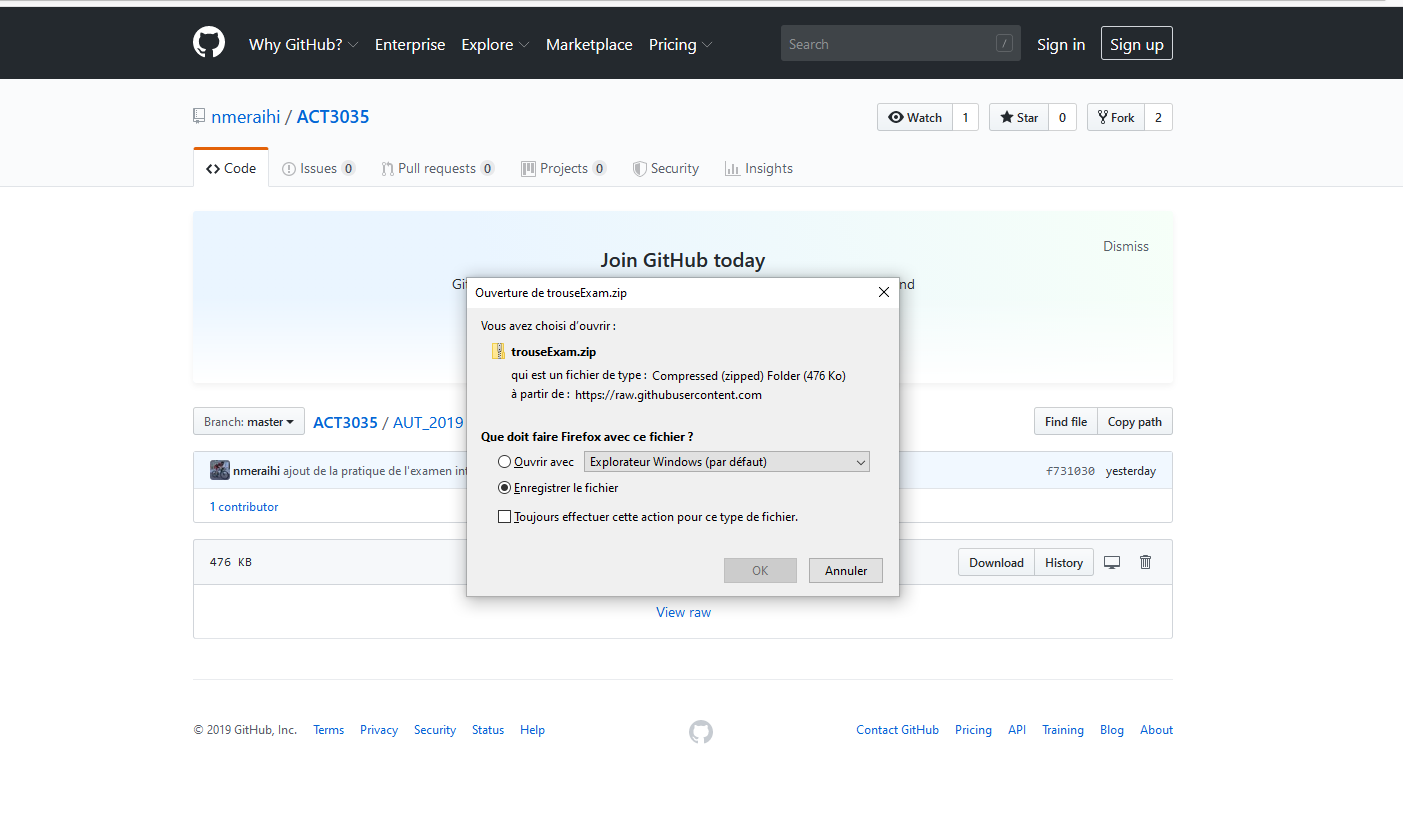 Why GitHub? Enterprise Explore Marketplace Pricing Search / Sign in Sign up
nmeraihi / ACT3035 Watch 1 Star 0 Fork 2
Code Issues 0 Pull requests 0 Projects 0 Security Insights
Dismiss
Join GitHub today
Git nd
Ouverture de trouseExam.zip
Vous avez choisi d'ouvrir :
trouseExam.zip
qui est un fichier de type : Compressed (zipped) Folder (476 Ko)
à partir de : https://raw.githubusercontent.com
Que doit faire Firefox avec ce fichier ?
Ouvrir avec Explorateur Windows (par défaut)
Enregistrer le fichier
Toujours effectuer cette action pour ce type de fichier.
OK Annuler
Branch: master ACT3035 / AUT_2019 Find file Copy path
nmeraihi ajout de la pratique de l'examen int f731030 yesterday
1 contributor
476 KB Download History
View raw
© 2019 GitHub, Inc. Terms Privacy Security Status Help Contact GitHub Pricing API Training Blog About